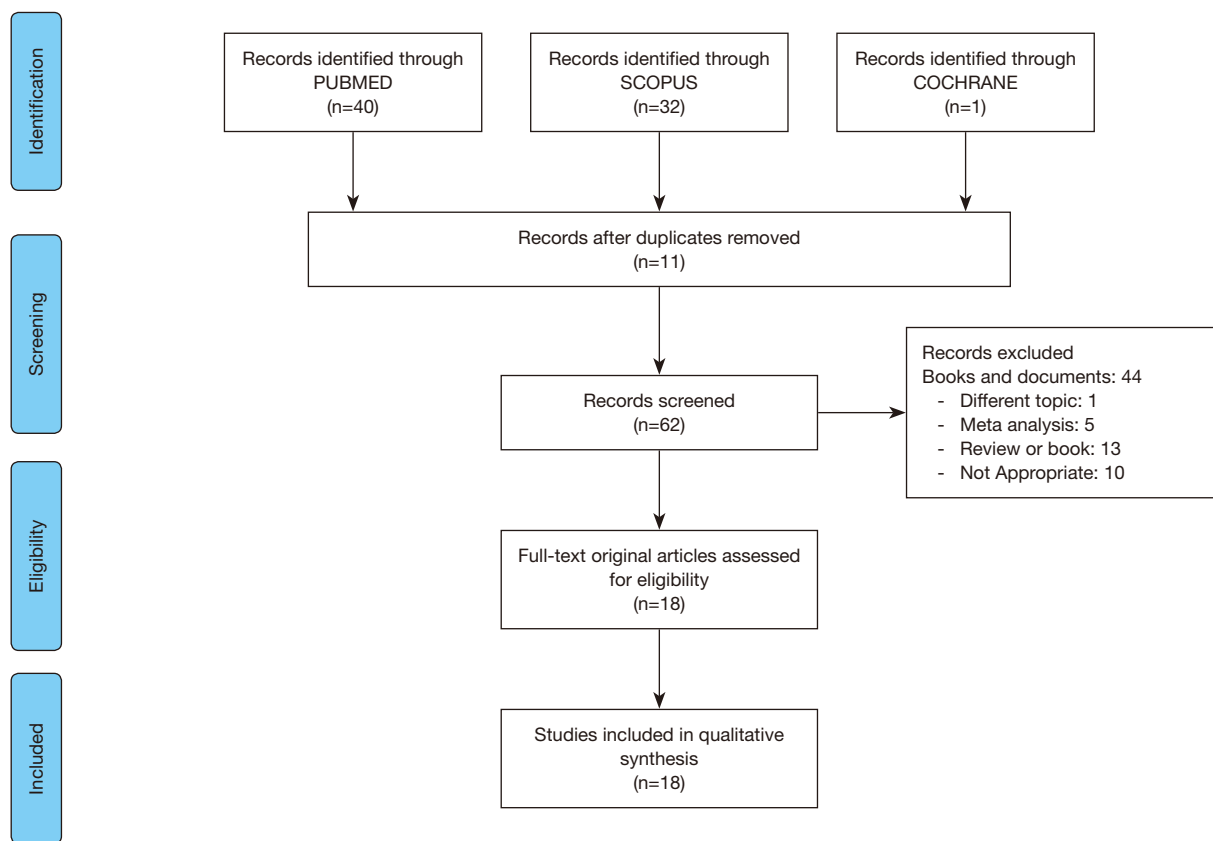 Identification
Records identified through
PUBMED
(n=40)
Records identified through
SCOPUS
(n=32)
Records identified through
COCHRANE
(n=1)
Records after duplicates removed
(n=11)
Screening
Records screened
(n=62)
Records excluded
Books and documents: 44
- Different topic: 1
- Meta analysis: 5
- Review or book: 13
- Not Appropriate: 10
Eligibility
Full-text original articles assessed
for eligibility
(n=18)
Included
Studies included in qualitative
synthesis
(n=18)